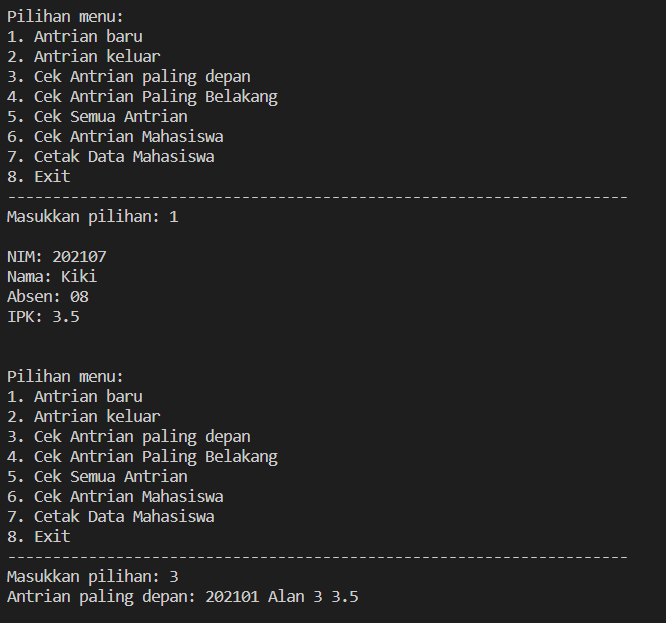 Pilihan menu:
1. Antrian baru
2. Antrian keluar
3. Cek Antrian paling depan
4. Cek Antrian Paling Belakang
5. Cek Semua Antrian
6. Cek Antrian Mahasiswa
7. Cetak Data Mahasiswa
8. Exit
---------------------------------------------------------------------
Masukkan pilihan: 1
NIM: 202107
Nama: Kiki
Absen: 08
IPK: 3.5
Pilihan menu:
1. Antrian baru
2. Antrian keluar
3. Cek Antrian paling depan
4. Cek Antrian Paling Belakang
5. Cek Semua Antrian
6. Cek Antrian Mahasiswa
7. Cetak Data Mahasiswa
8. Exit
---------------------------------------------------------------------
Masukkan pilihan: 3
Antrian paling depan: 202101 Alan 3 3.5